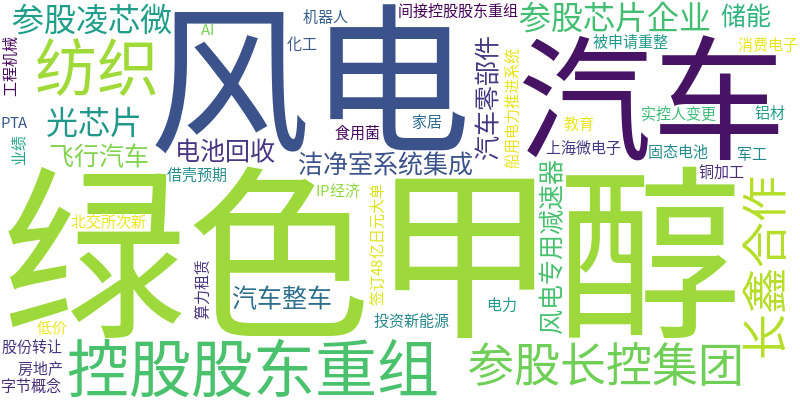 参股凌芯微
机器人
间接控股股东重组
参股芯片企业
储能
AI
风电
化工
被申请重整
消费电子
工程机械
纺织
汽车零部件
船用电力推进系统
汽车
PTA
光芯片
食用菌
家居
实控人变更
铝材
教育
业绩
飞行汽车
电池回收
洁净室系统集成
上海微电子
固态电池
军工
借壳预期
铜加工
绿色甲醇
IP经济
签订48亿日元大单
风电专用减速器
长鑫合作
北交所次新
算力租赁
汽车整车
电力
低价
投资新能源
股份转让
控股股东重组
参股长控集团
房地产
字节概念